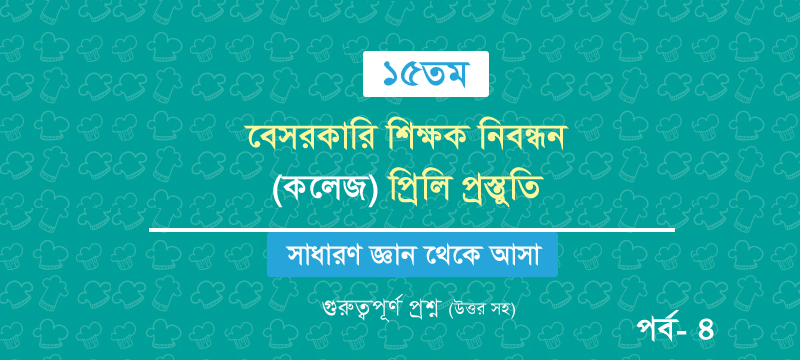 ১৫তম
বেসরকারি শিক্ষক নিবন্ধন
(কলেজ) প্রিলি প্রস্তুতি
সাধারণ জ্ঞান থেকে আসা
গুরুত্বপূর্ণ প্রশ্ন (উত্তর সহ)
পর্ব- ৪